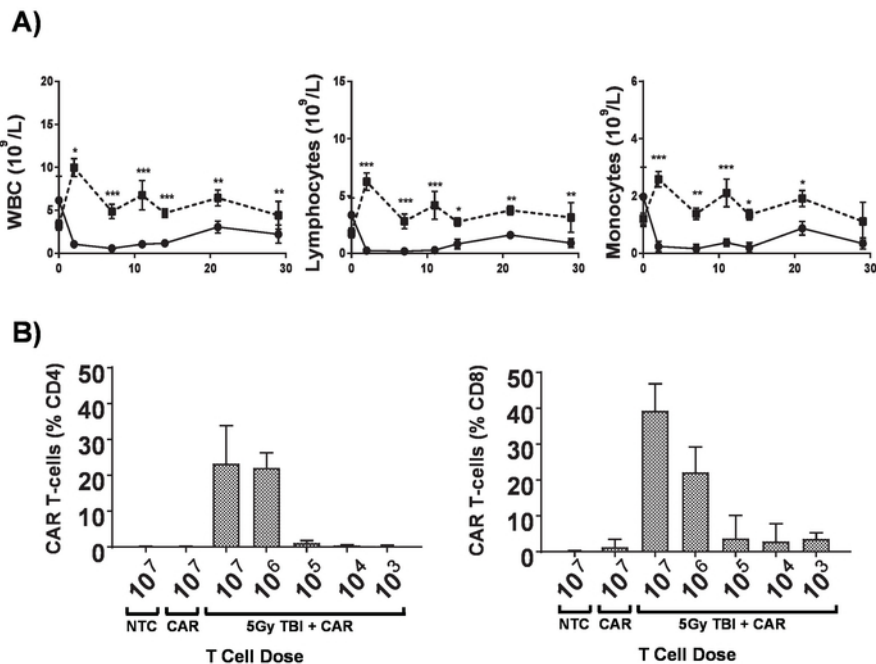 A)
WBC (10⁹/L)
20
15
10
5
0
0 10 20 30
* *** *** *** ** **
Lymphocytes (10⁹/L)
15
10
5
0
0 10 20 30
*** *** *** * ** **
Monocytes (10⁹/L)
6
4
2
0
0 10 20 30
*** ** *** * *
B)
CAR T-cells (% CD4)
50
40
30
20
10
0
10⁷ 10⁷ 10⁷ 10⁶ 10⁵ 10⁴ 10³
NTC CAR 5Gy TBI + CAR
T Cell Dose
CAR T-cells (% CD8)
50
40
30
20
10
0
10⁷ 10⁷ 10⁷ 10⁶ 10⁵ 10⁴ 10³
NTC CAR 5Gy TBI + CAR
T Cell Dose